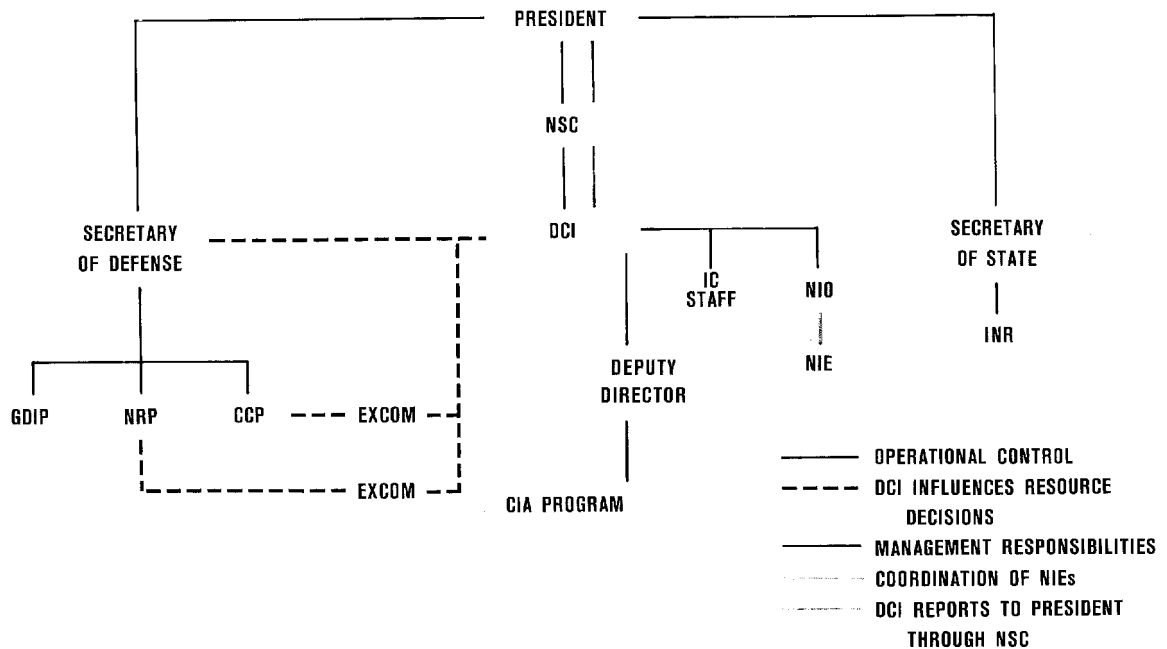 PRESIDENT
NSC
SECRETARY
OF DEFENSE
DCI
SECRETARY
OF STATE
IC
STAFF
NIO
INR
NIE
DEPUTY
DIRECTOR
GDIP
NRP
CCP
EXCOM
EXCOM
CIA PROGRAM
OPERATIONAL CONTROL
DCI INFLUENCES RESOURCE
DECISIONS
MANAGEMENT RESPONSIBILITIES
COORDINATION OF NIEs
DCI REPORTS TO PRESIDENT
THROUGH NSC